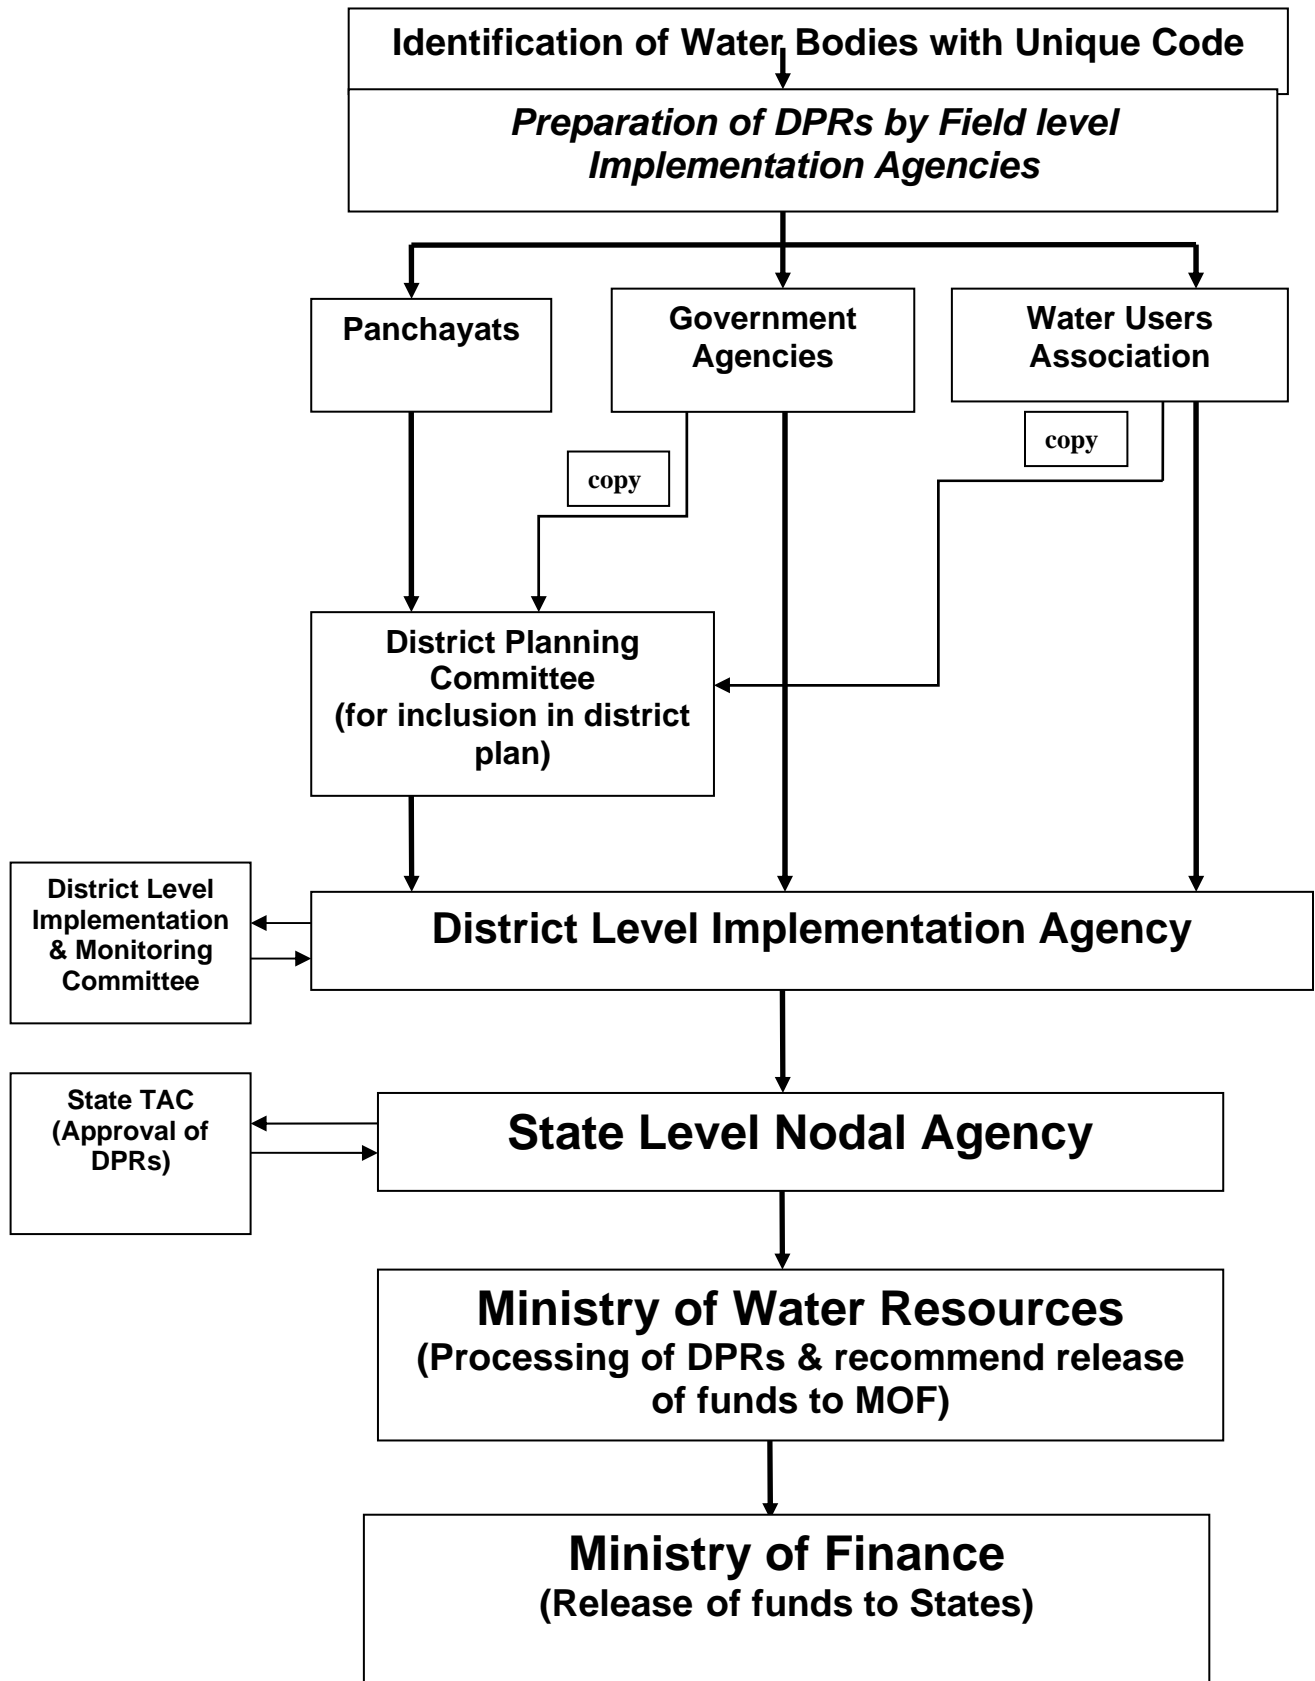 Identification of Water Bodies with Unique Code
Preparation of DPRs by Field level
Implementation Agencies
Panchayats
Government
Agencies
Water Users
Association
copy
copy
District Planning
Committee
(for inclusion in district
plan)
District Level
Implementation
& Monitoring
Committee
District Level Implementation Agency
State TAC
(Approval of
DPRs)
State Level Nodal Agency
Ministry of Water Resources
(Processing of DPRs & recommend release
of funds to MOF)
Ministry of Finance
(Release of funds to States)